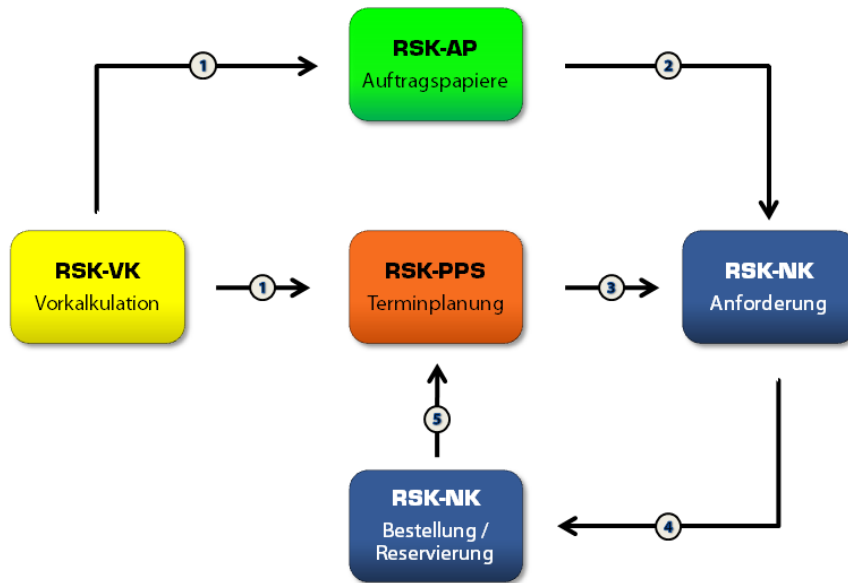 RSK-AP
Auftragspapiere
1
2
RSK-VK
Vorkalkulation
1
RSK-PPS
Terminplanung
3
RSK-NK
Anforderung
5
RSK-NK
Bestellung /
Reservierung
4